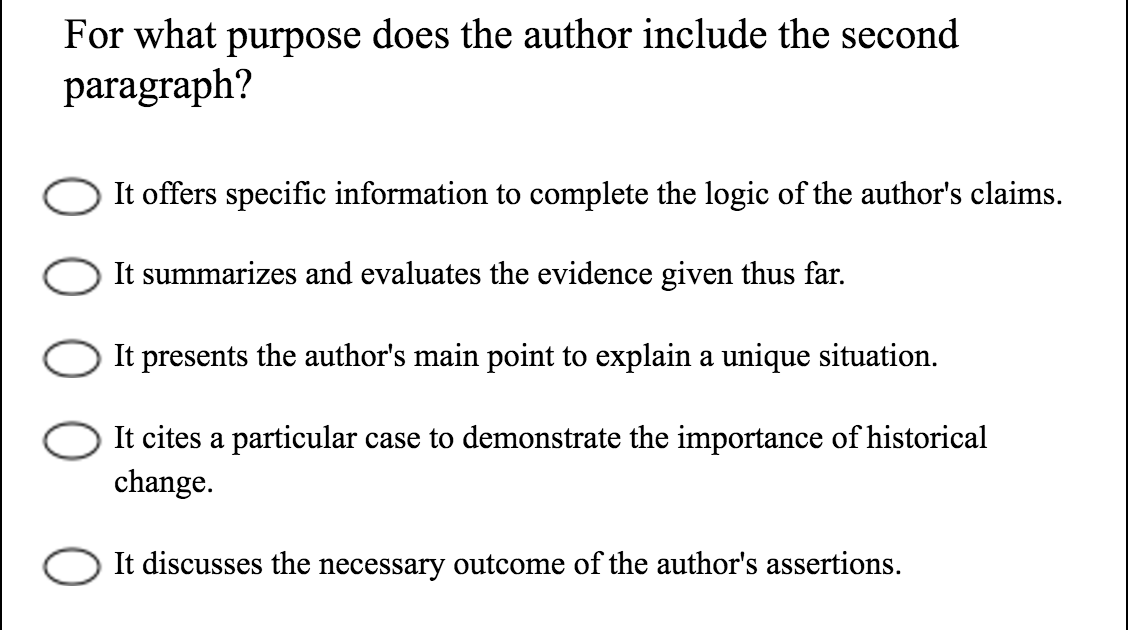 For what purpose does the author include the second
paragraph?
It offers specific information to complete the logic of the author's claims.
It summarizes and evaluates the evidence given thus far.
It presents the author's main point to explain a unique situation.
It cites a particular case to demonstrate the importance of historical
change.
It discusses the necessary outcome of the author's assertions.